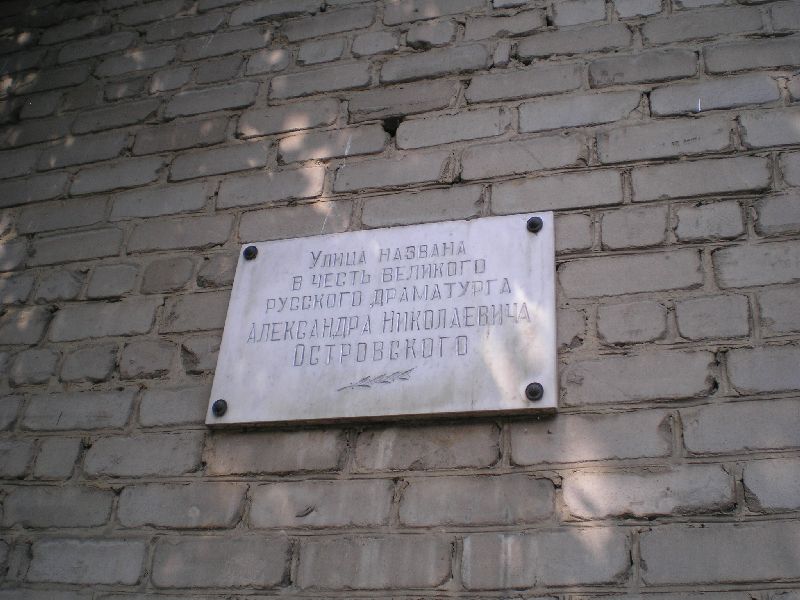 Улица названа
в честь великого
русского драматурга
Александра Николаевича
Островского